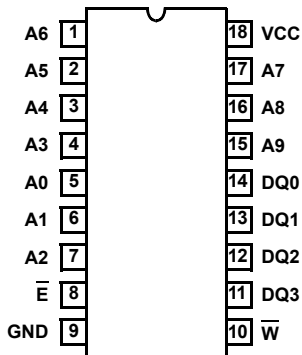 A6 1 18 VCC
A5 2 17 A7
A4 3 16 A8
A3 4 15 A9
A0 5 14 DQ0
A1 6 13 DQ1
A2 7 12 DQ2
E̅ 8 11 DQ3
GND 9 10 W̅